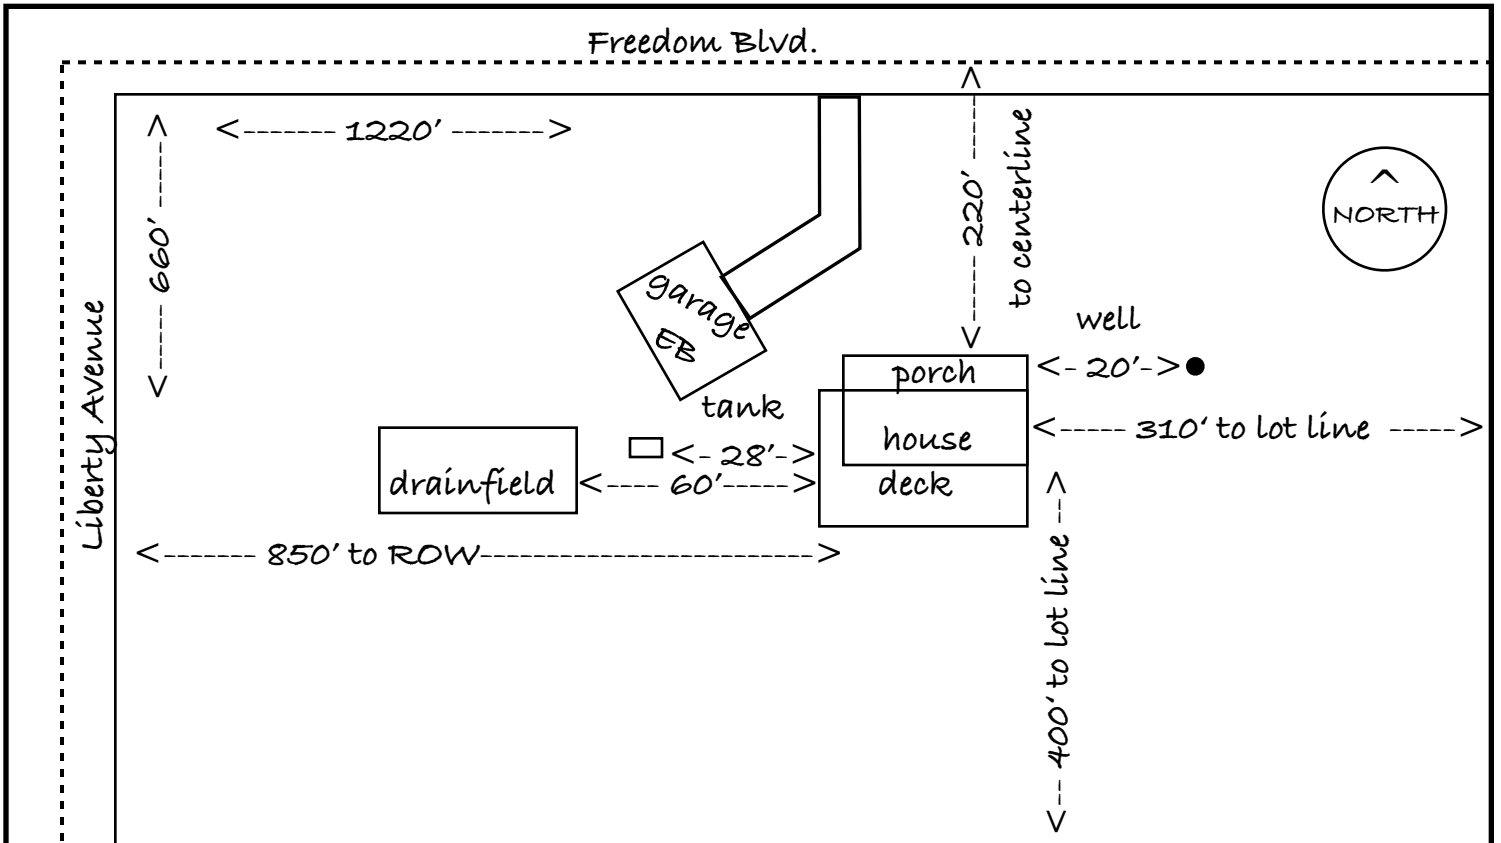 Freedom Blvd.
1220'
660'
220'
to centerline
NORTH
Liberty Avenue
garage
EB
well
porch
20'
tank
house
310' to lot line
28'
drainfield
60'
deck
850' to ROW
400' to lot line